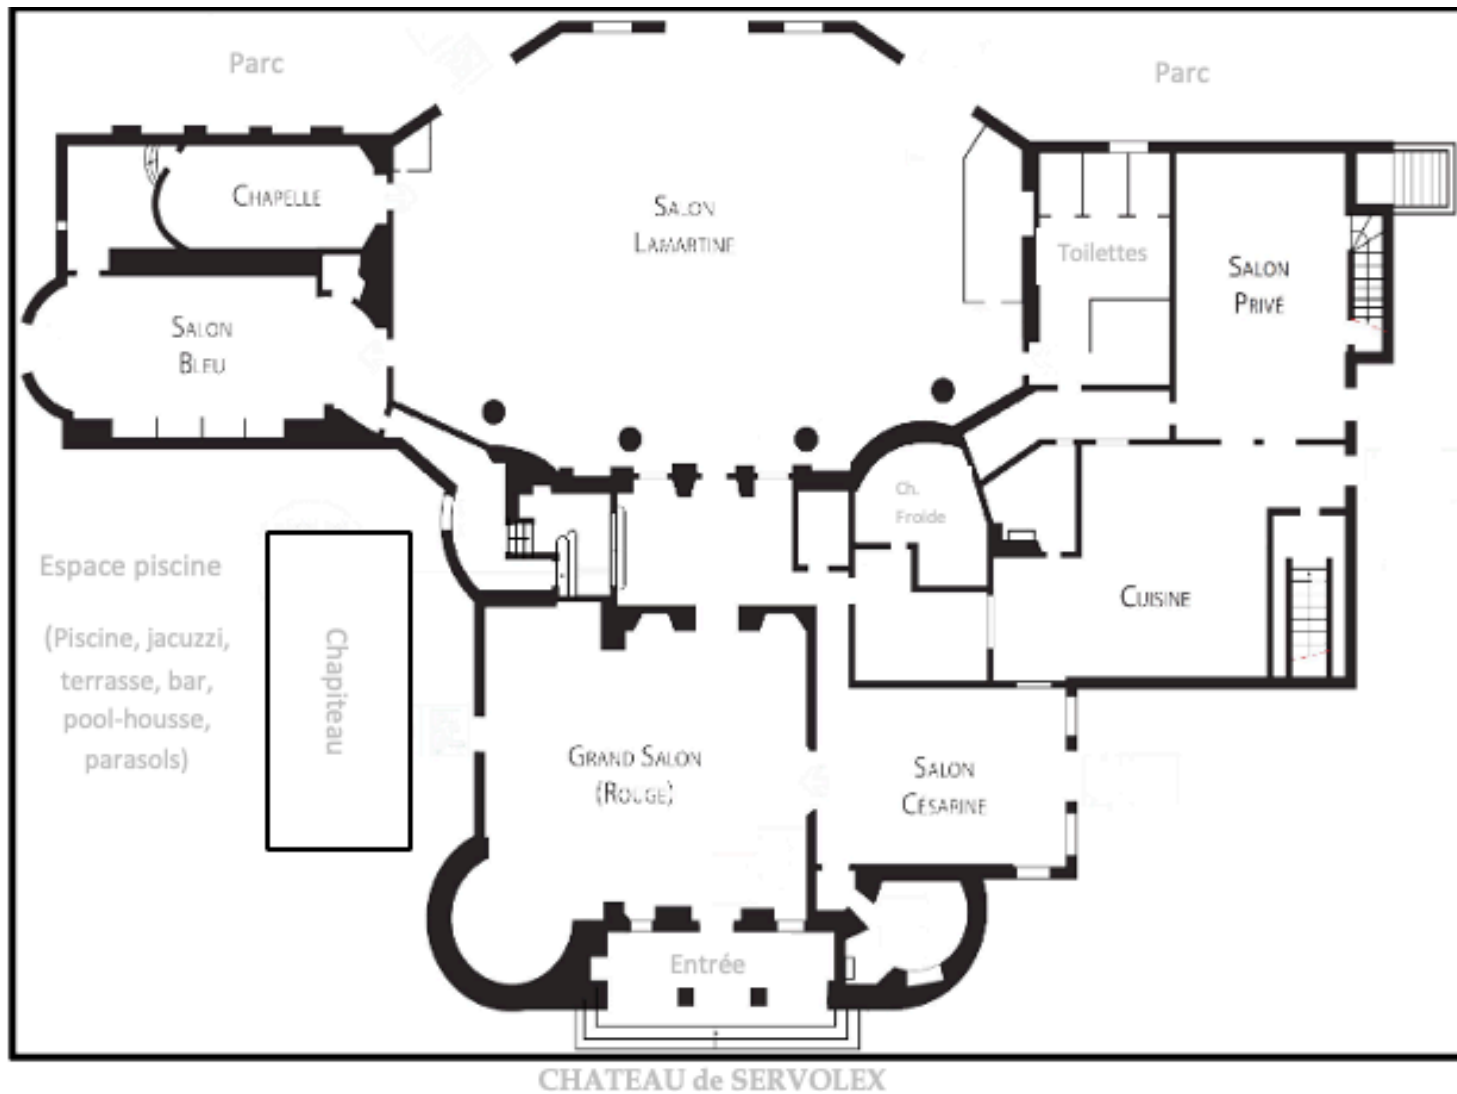 Parc
Parc
CHAPELLE
SALON
LAMARTINE
Toilettes
SALON
PRIVÉ
SALON
BLEU
Ch.
Froide
Espace piscine
(Piscine, jacuzzi,
terrasse, bar,
pool-housse,
parasols)
Chapiteau
CUISINE
GRAND SALON
(ROUGE)
SALON
CÉSARINE
Entrée
CHATEAU de SERVOLEX